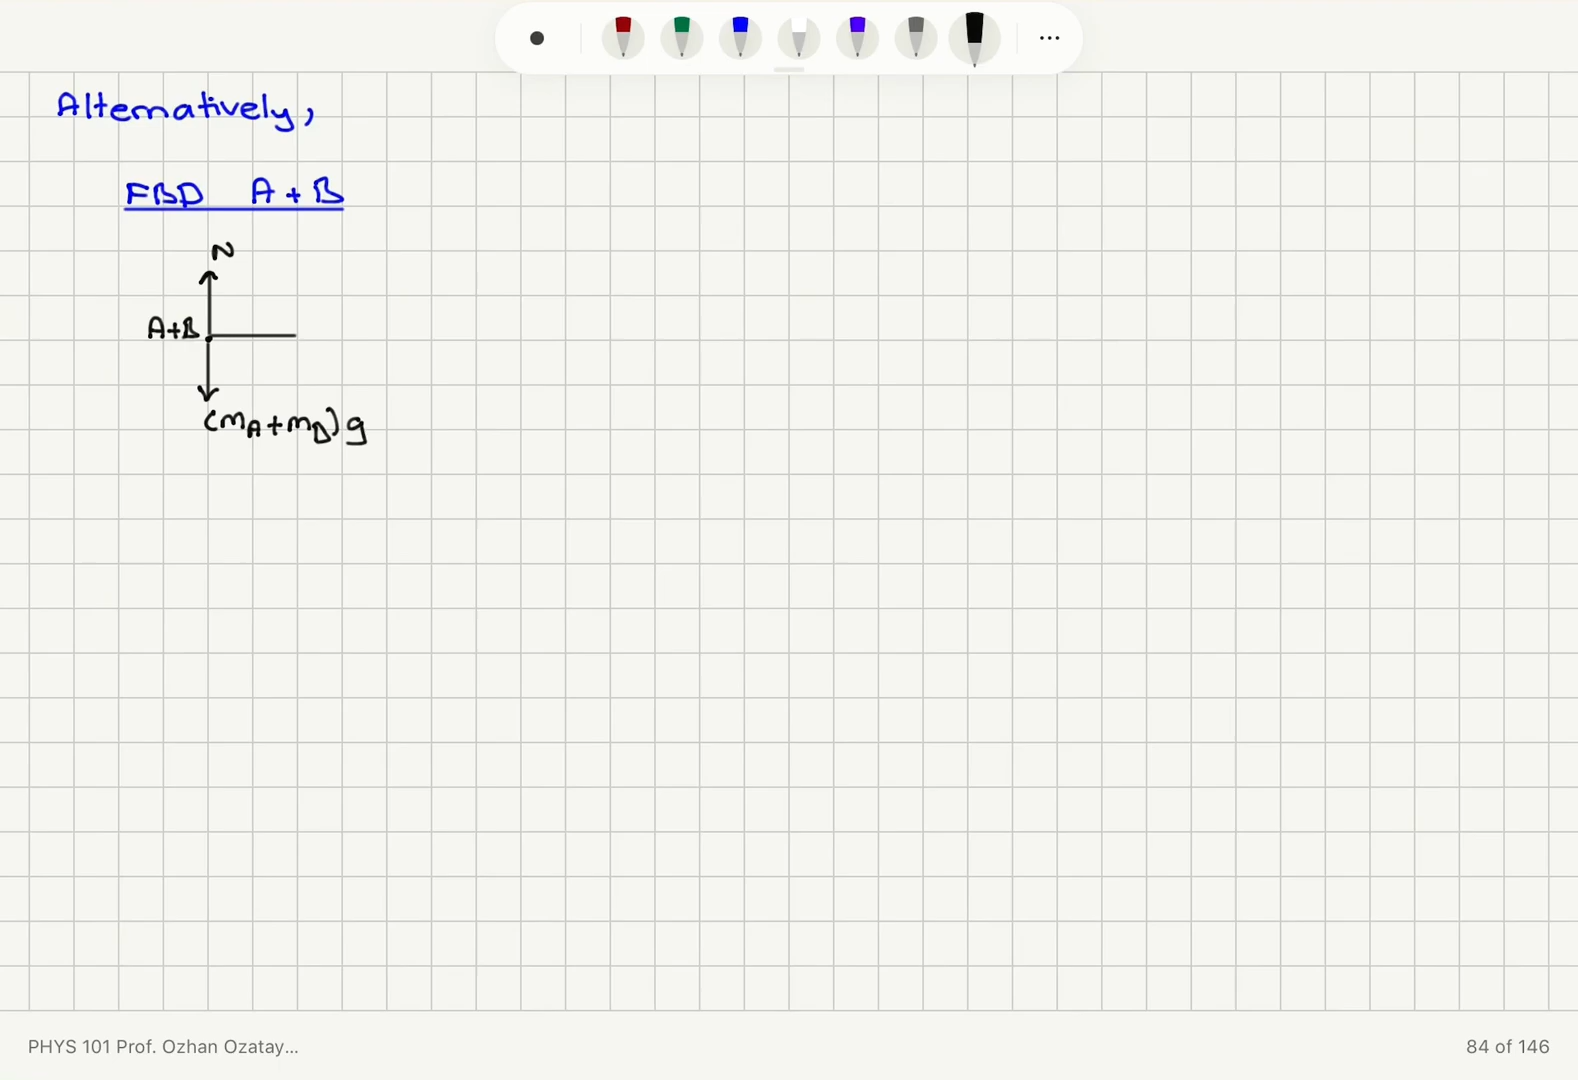 Alternatively,
FBD A + B
N
A+B
(mA+mB)g
PHYS 101 Prof. Ozhan Ozatay...
84 of 146